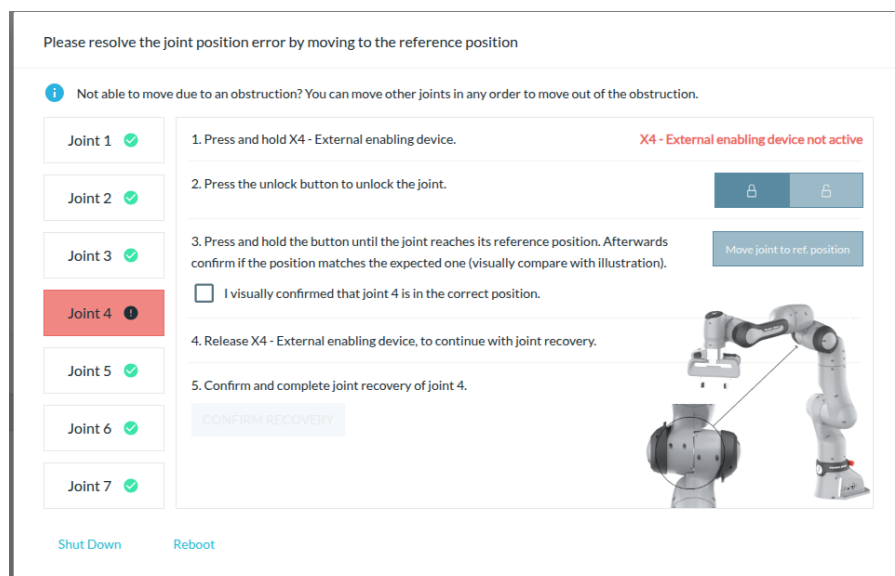 Please resolve the joint position error by moving to the reference position
Not able to move due to an obstruction? You can move other joints in any order to move out of the obstruction.
Joint 1
Joint 2
Joint 3
Joint 4
Joint 5
Joint 6
Joint 7
1. Press and hold X4 - External enabling device.
X4 - External enabling device not active
2. Press the unlock button to unlock the joint.
3. Press and hold the button until the joint reaches its reference position. Afterwards
confirm if the position matches the expected one (visually compare with illustration).
Move joint to ref. position
I visually confirmed that joint 4 is in the correct position.
4. Release X4 - External enabling device, to continue with joint recovery.
5. Confirm and complete joint recovery of joint 4.
CONFIRM RECOVERY
Shut Down
Reboot